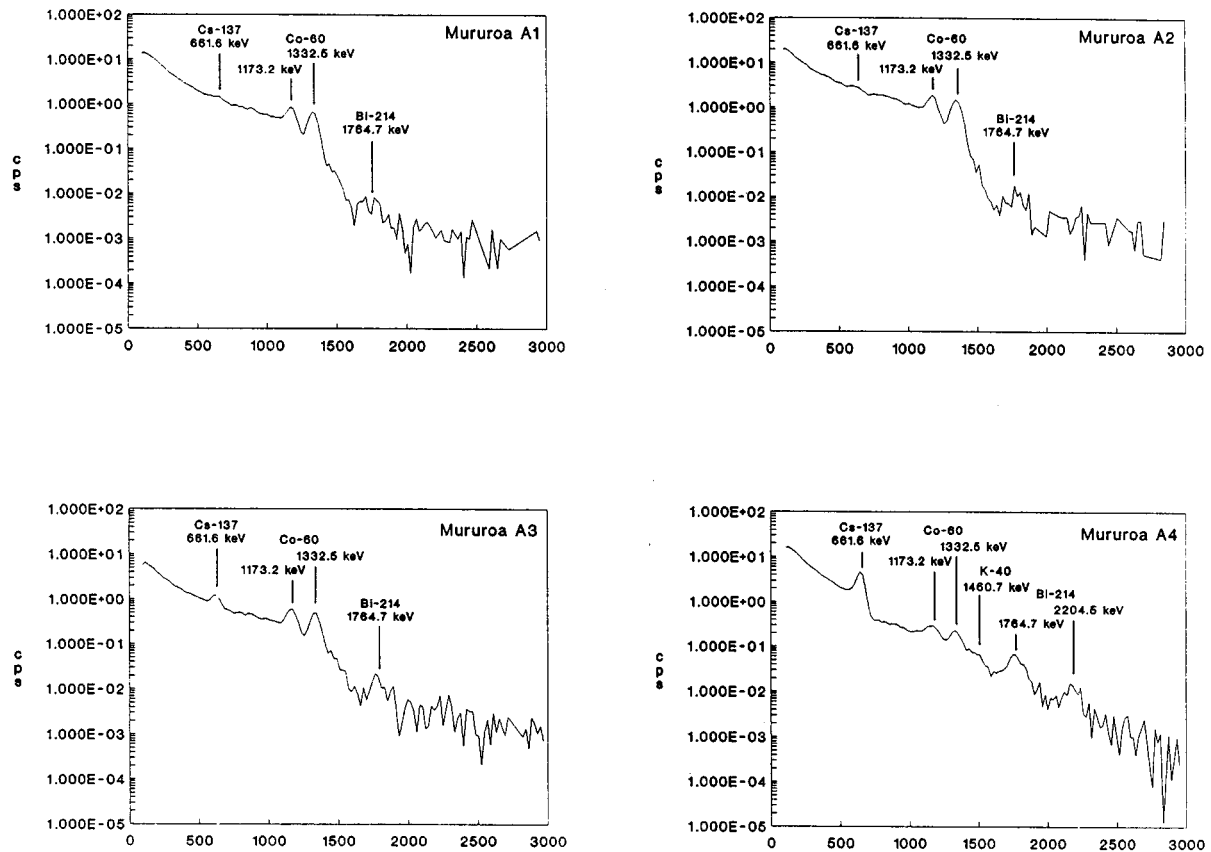 1.000E+02
1.000E+01
1.000E+00
1.000E-01
1.000E-02
1.000E-03
1.000E-04
1.000E-05
cps
Mururoa A1
Cs-137
661.6 keV
Co-60
1332.5 keV
1173.2 keV
Bi-214
1764.7 keV
0 500 1000 1500 2000 2500 3000
1.000E+02
1.000E+01
1.000E+00
1.000E-01
1.000E-02
1.000E-03
1.000E-04
1.000E-05
cps
Mururoa A2
Cs-137
661.6 keV
Co-60
1332.5 keV
1173.2 keV
Bi-214
1764.7 keV
0 500 1000 1500 2000 2500 3000
1.000E+02
1.000E+01
1.000E+00
1.000E-01
1.000E-02
1.000E-03
1.000E-04
1.000E-05
cps
Mururoa A3
Cs-137
661.6 keV
Co-60
1332.5 keV
1173.2 keV
Bi-214
1764.7 keV
0 500 1000 1500 2000 2500 3000
1.000E+02
1.000E+01
1.000E+00
1.000E-01
1.000E-02
1.000E-03
1.000E-04
1.000E-05
cps
Mururoa A4
Cs-137
661.6 keV
Co-60
1332.5 keV
1173.2 keV
K-40
1460.7 keV
Bi-214
2204.5 keV
1764.7 keV
0 500 1000 1500 2000 2500 3000